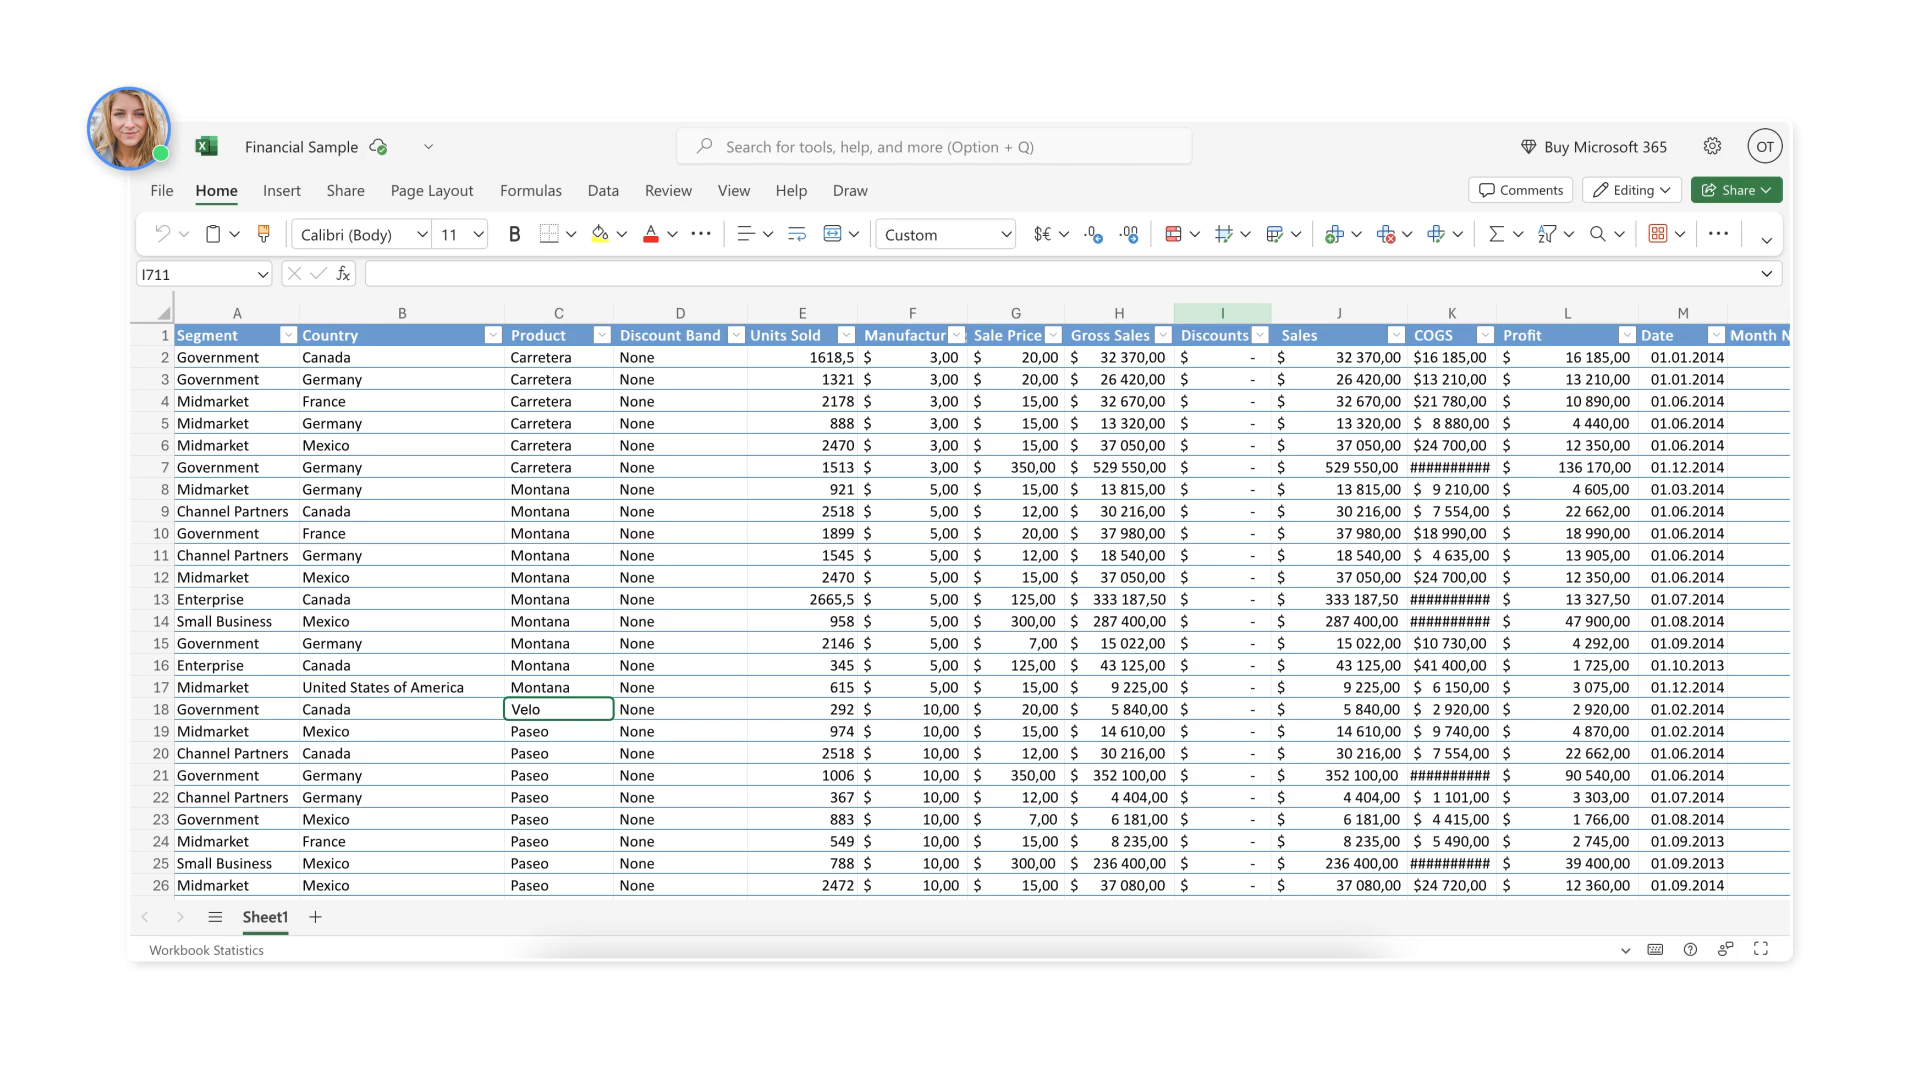 Financial Sample
Search for tools, help, and more (Option + Q)
Buy Microsoft 365
OT
File Home Insert Share Page Layout Formulas Data Review View Help Draw
Comments Editing Share
Calibri (Body) 11 B A Custom $€ .0 .00
I711 fx
A B C D E F G H I J K L M
1 Segment Country Product Discount Band Units Sold Manufactur Sale Price Gross Sales Discounts Sales COGS Profit Date Month N
2 Government Canada Carretera None 1618,5 $ 3,00 $ 20,00 $ 32 370,00 $ - $ 32 370,00 $16 185,00 $ 16 185,00 01.01.2014
3 Government Germany Carretera None 1321 $ 3,00 $ 20,00 $ 26 420,00 $ - $ 26 420,00 $13 210,00 $ 13 210,00 01.01.2014
4 Midmarket France Carretera None 2178 $ 3,00 $ 15,00 $ 32 670,00 $ - $ 32 670,00 $21 780,00 $ 10 890,00 01.06.2014
5 Midmarket Germany Carretera None 888 $ 3,00 $ 15,00 $ 13 320,00 $ - $ 13 320,00 $ 8 880,00 $ 4 440,00 01.06.2014
6 Midmarket Mexico Carretera None 2470 $ 3,00 $ 15,00 $ 37 050,00 $ - $ 37 050,00 $24 700,00 $ 12 350,00 01.06.2014
7 Government Germany Carretera None 1513 $ 3,00 $ 350,00 $ 529 550,00 $ - $ 529 550,00 ########## $ 136 170,00 01.12.2014
8 Midmarket Germany Montana None 921 $ 5,00 $ 15,00 $ 13 815,00 $ - $ 13 815,00 $ 9 210,00 $ 4 605,00 01.03.2014
9 Channel Partners Canada Montana None 2518 $ 5,00 $ 12,00 $ 30 216,00 $ - $ 30 216,00 $ 7 554,00 $ 22 662,00 01.06.2014
10 Government France Montana None 1899 $ 5,00 $ 20,00 $ 37 980,00 $ - $ 37 980,00 $18 990,00 $ 18 990,00 01.06.2014
11 Channel Partners Germany Montana None 1545 $ 5,00 $ 12,00 $ 18 540,00 $ - $ 18 540,00 $ 4 635,00 $ 13 905,00 01.06.2014
12 Midmarket Mexico Montana None 2470 $ 5,00 $ 15,00 $ 37 050,00 $ - $ 37 050,00 $24 700,00 $ 12 350,00 01.06.2014
13 Enterprise Canada Montana None 2665,5 $ 5,00 $ 125,00 $ 333 187,50 $ - $ 333 187,50 ########## $ 13 327,50 01.07.2014
14 Small Business Mexico Montana None 958 $ 5,00 $ 300,00 $ 287 400,00 $ - $ 287 400,00 ########## $ 47 900,00 01.08.2014
15 Government Germany Montana None 2146 $ 5,00 $ 7,00 $ 15 022,00 $ - $ 15 022,00 $10 730,00 $ 4 292,00 01.09.2014
16 Enterprise Canada Montana None 345 $ 5,00 $ 125,00 $ 43 125,00 $ - $ 43 125,00 $41 400,00 $ 1 725,00 01.10.2013
17 Midmarket United States of America Montana None 615 $ 5,00 $ 15,00 $ 9 225,00 $ - $ 9 225,00 $ 6 150,00 $ 3 075,00 01.12.2014
18 Government Canada Velo None 292 $ 10,00 $ 20,00 $ 5 840,00 $ - $ 5 840,00 $ 2 920,00 $ 2 920,00 01.02.2014
19 Midmarket Mexico Paseo None 974 $ 10,00 $ 15,00 $ 14 610,00 $ - $ 14 610,00 $ 9 740,00 $ 4 870,00 01.02.2014
20 Channel Partners Canada Paseo None 2518 $ 10,00 $ 12,00 $ 30 216,00 $ - $ 30 216,00 $ 7 554,00 $ 22 662,00 01.06.2014
21 Government Germany Paseo None 1006 $ 10,00 $ 350,00 $ 352 100,00 $ - $ 352 100,00 ########## $ 90 540,00 01.06.2014
22 Channel Partners Germany Paseo None 367 $ 10,00 $ 12,00 $ 4 404,00 $ - $ 4 404,00 $ 1 101,00 $ 3 303,00 01.07.2014
23 Government Mexico Paseo None 883 $ 10,00 $ 7,00 $ 6 181,00 $ - $ 6 181,00 $ 4 415,00 $ 1 766,00 01.08.2014
24 Midmarket France Paseo None 549 $ 10,00 $ 15,00 $ 8 235,00 $ - $ 8 235,00 $ 5 490,00 $ 2 745,00 01.09.2013
25 Small Business Mexico Paseo None 788 $ 10,00 $ 300,00 $ 236 400,00 $ - $ 236 400,00 ########## $ 39 400,00 01.09.2013
26 Midmarket Mexico Paseo None 2472 $ 10,00 $ 15,00 $ 37 080,00 $ - $ 37 080,00 $24 720,00 $ 12 360,00 01.09.2014
Sheet1
Workbook Statistics